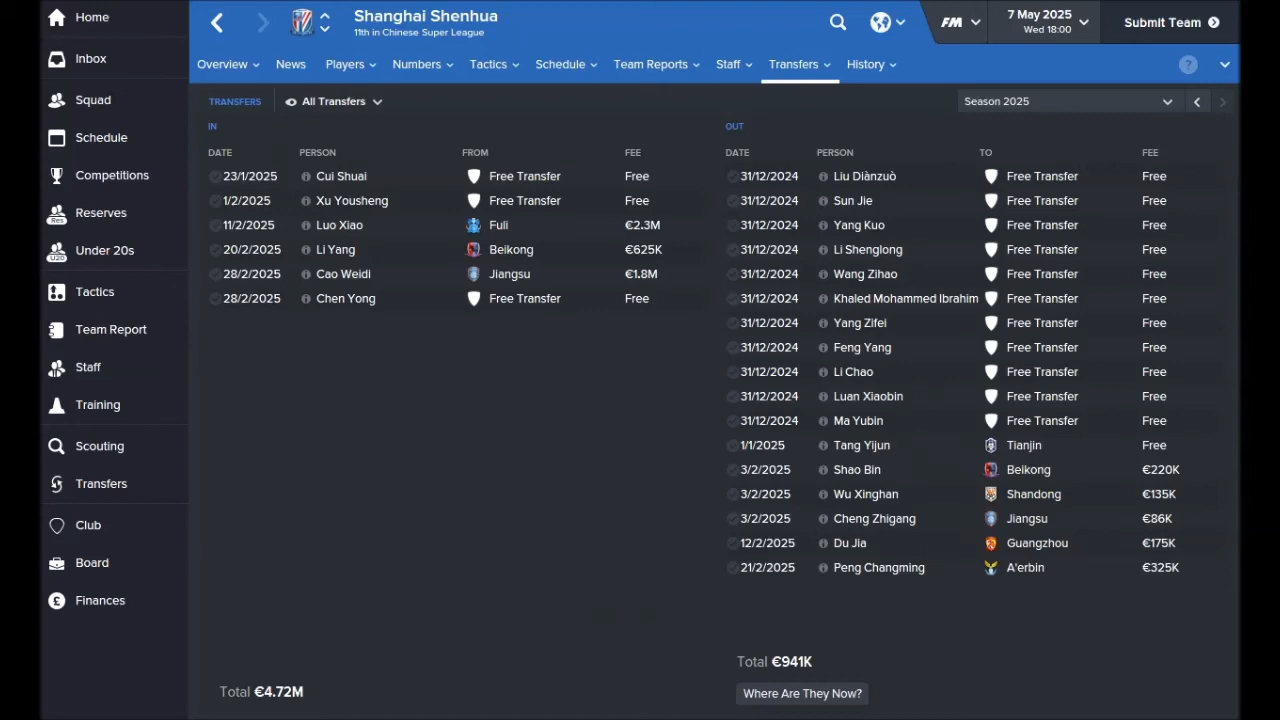 Home
Inbox
Squad
Schedule
Competitions
Res
Reserves
U20
Under 20s
Tactics
Team Report
Staff
Training
Scouting
Transfers
Club
Board
£ Finances
Shanghai Shenhua
11th in Chinese Super League
FM
7 May 2025
Wed 18:00
Submit Team
Overview News Players Numbers Tactics Schedule Team Reports Staff Transfers History ?
TRANSFERS All Transfers Season 2025
IN
DATE PERSON FROM FEE
23/1/2025 Cui Shuai Free Transfer Free
1/2/2025 Xu Yousheng Free Transfer Free
11/2/2025 Luo Xiao Fuli €2.3M
20/2/2025 Li Yang Beikong €625K
28/2/2025 Cao Weidi Jiangsu €1.8M
28/2/2025 Chen Yong Free Transfer Free
Total €4.72M
OUT
DATE PERSON TO FEE
31/12/2024 Liu Diànzuò Free Transfer Free
31/12/2024 Sun Jie Free Transfer Free
31/12/2024 Yang Kuo Free Transfer Free
31/12/2024 Li Shenglong Free Transfer Free
31/12/2024 Wang Zihao Free Transfer Free
31/12/2024 Khaled Mohammed Ibrahim Free Transfer Free
31/12/2024 Yang Zifei Free Transfer Free
31/12/2024 Feng Yang Free Transfer Free
31/12/2024 Li Chao Free Transfer Free
31/12/2024 Luan Xiaobin Free Transfer Free
31/12/2024 Ma Yubin Free Transfer Free
1/1/2025 Tang Yijun Tianjin Free
3/2/2025 Shao Bin Beikong €220K
3/2/2025 Wu Xinghan Shandong €135K
3/2/2025 Cheng Zhigang Jiangsu €86K
12/2/2025 Du Jia Guangzhou €175K
21/2/2025 Peng Changming A'erbin €325K
Total €941K
Where Are They Now?